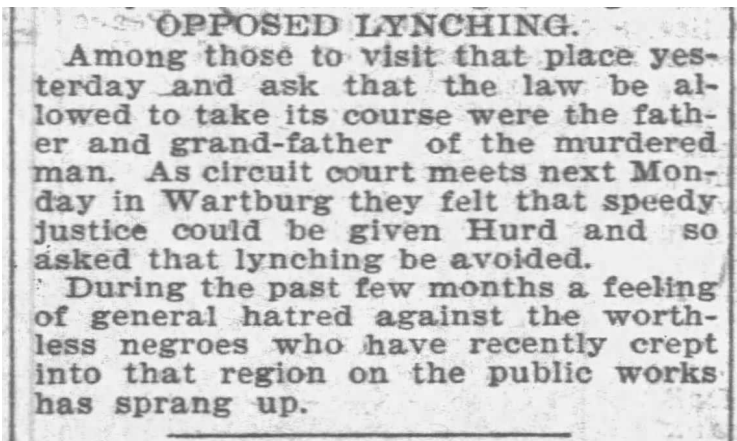 OPPOSED LYNCHING.
Among those to visit that place yes-
terday and ask that the law be al-
lowed to take its course were the fath-
er and grand-father of the murdered
man. As circuit court meets next Mon-
day in Wartburg they felt that speedy
justice could be given Hurd and so
asked that lynching be avoided.
During the past few months a feeling
of general hatred against the worth-
less negroes who have recently crept
into that region on the public works
has sprang up.